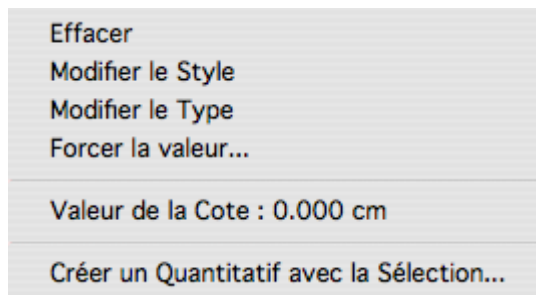 Effacer
Modifier le Style
Modifier le Type
Forcer la valeur...
Valeur de la Cote : 0.000 cm
Créer un Quantitatif avec la Sélection...